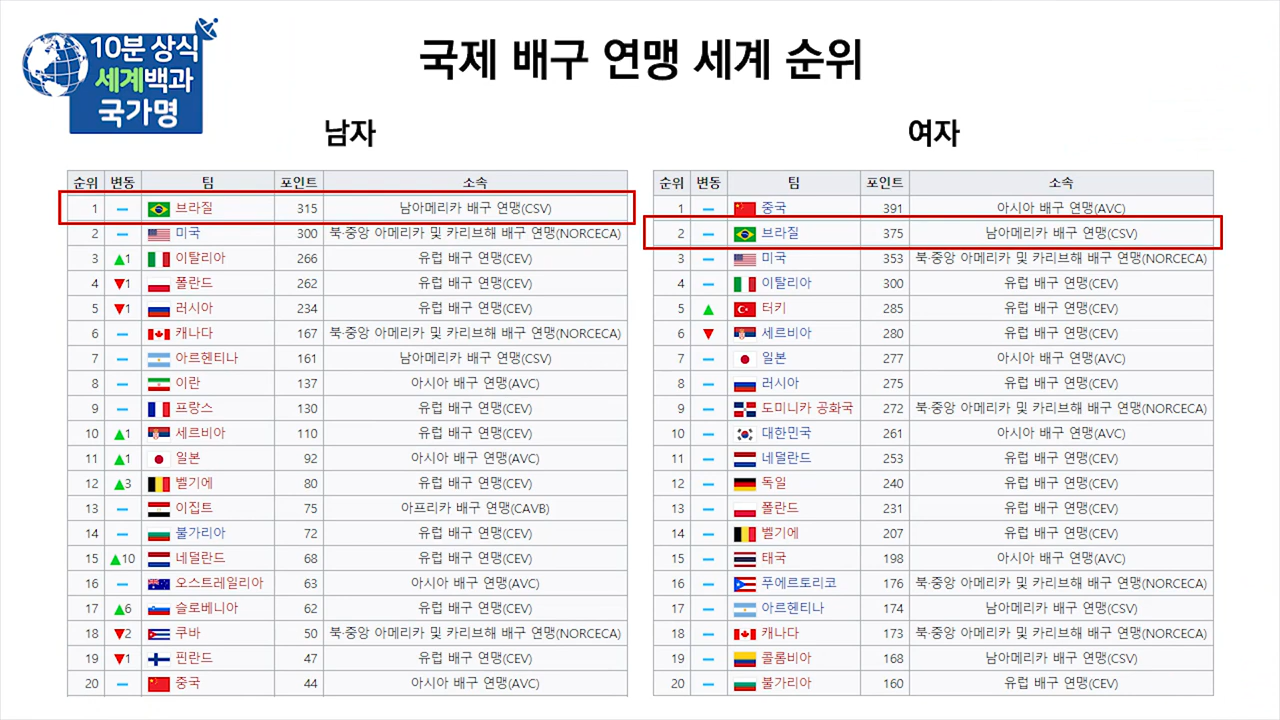 10분 상식
세계백과
국가명
국제 배구 연맹 세계 순위
남자
순위 변동 팀 포인트 소속
1 – 브라질 315 남아메리카 배구 연맹(CSV)
2 – 미국 300 북·중앙 아메리카 및 카리브해 배구 연맹(NORCECA)
3 ▲1 이탈리아 266 유럽 배구 연맹(CEV)
4 ▼1 폴란드 262 유럽 배구 연맹(CEV)
5 ▼1 러시아 234 유럽 배구 연맹(CEV)
6 – 캐나다 167 북·중앙 아메리카 및 카리브해 배구 연맹(NORCECA)
7 – 아르헨티나 161 남아메리카 배구 연맹(CSV)
8 – 이란 137 아시아 배구 연맹(AVC)
9 – 프랑스 130 유럽 배구 연맹(CEV)
10 ▲1 세르비아 110 유럽 배구 연맹(CEV)
11 ▲1 일본 92 아시아 배구 연맹(AVC)
12 ▲3 벨기에 80 유럽 배구 연맹(CEV)
13 – 이집트 75 아프리카 배구 연맹(CAVB)
14 – 불가리아 72 유럽 배구 연맹(CEV)
15 ▲10 네덜란드 68 유럽 배구 연맹(CEV)
16 – 오스트레일리아 63 아시아 배구 연맹(AVC)
17 ▲6 슬로베니아 62 유럽 배구 연맹(CEV)
18 ▼2 쿠바 50 북·중앙 아메리카 및 카리브해 배구 연맹(NORCECA)
19 ▼1 핀란드 47 유럽 배구 연맹(CEV)
20 – 중국 44 아시아 배구 연맹(AVC)
여자
순위 변동 팀 포인트 소속
1 – 중국 391 아시아 배구 연맹(AVC)
2 – 브라질 375 남아메리카 배구 연맹(CSV)
3 – 미국 353 북·중앙 아메리카 및 카리브해 배구 연맹(NORCECA)
4 – 이탈리아 300 유럽 배구 연맹(CEV)
5 ▲ 터키 285 유럽 배구 연맹(CEV)
6 ▼ 세르비아 280 유럽 배구 연맹(CEV)
7 – 일본 277 아시아 배구 연맹(AVC)
8 – 러시아 275 유럽 배구 연맹(CEV)
9 – 도미니카 공화국 272 북·중앙 아메리카 및 카리브해 배구 연맹(NORCECA)
10 – 대한민국 261 아시아 배구 연맹(AVC)
11 – 네덜란드 253 유럽 배구 연맹(CEV)
12 – 독일 240 유럽 배구 연맹(CEV)
13 – 폴란드 231 유럽 배구 연맹(CEV)
14 – 벨기에 207 유럽 배구 연맹(CEV)
15 – 태국 198 아시아 배구 연맹(AVC)
16 – 푸에르토리코 176 북·중앙 아메리카 및 카리브해 배구 연맹(NORCECA)
17 – 아르헨티나 174 남아메리카 배구 연맹(CSV)
18 – 캐나다 173 북·중앙 아메리카 및 카리브해 배구 연맹(NORCECA)
19 – 콜롬비아 168 남아메리카 배구 연맹(CSV)
20 – 불가리아 160 유럽 배구 연맹(CEV)